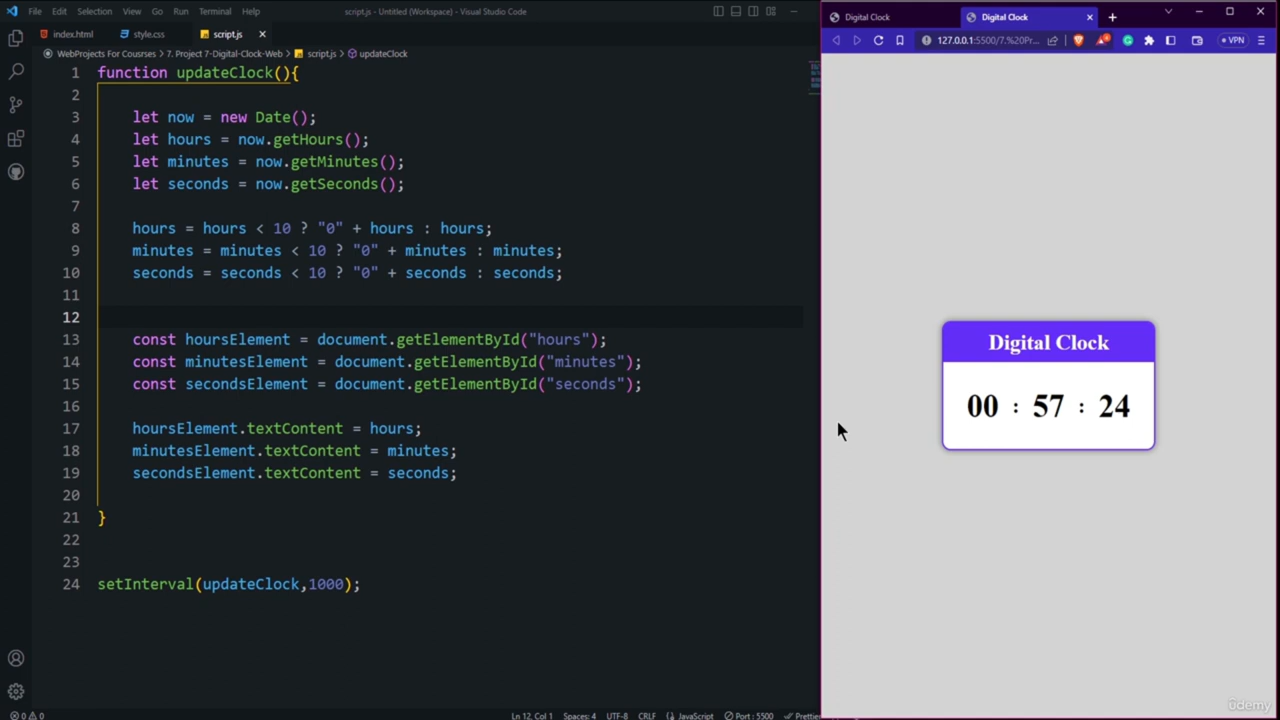 File Edit Selection View Go Run Terminal Help
script.js - Untitled (Workspace) - Visual Studio Code
index.html style.css script.js
WebProjects For Coursres > 7. Project 7-Digital-Clock-Web > script.js > updateClock
1 function updateClock(){
2
3 let now = new Date();
4 let hours = now.getHours();
5 let minutes = now.getMinutes();
6 let seconds = now.getSeconds();
7
8 hours = hours < 10 ? "0" + hours : hours;
9 minutes = minutes < 10 ? "0" + minutes : minutes;
10 seconds = seconds < 10 ? "0" + seconds : seconds;
11
12
13 const hoursElement = document.getElementById("hours");
14 const minutesElement = document.getElementById("minutes");
15 const secondsElement = document.getElementById("seconds");
16
17 hoursElement.textContent = hours;
18 minutesElement.textContent = minutes;
19 secondsElement.textContent = seconds;
20
21 }
22
23
24 setInterval(updateClock,1000);
0 0 Ln 12, Col 1 Spaces: 4 UTF-8 CRLF JavaScript Port : 5500
Digital Clock Digital Clock
127.0.0.1:5500/7.%20Pr... VPN
Digital Clock
00 : 57 : 24
ûdemy